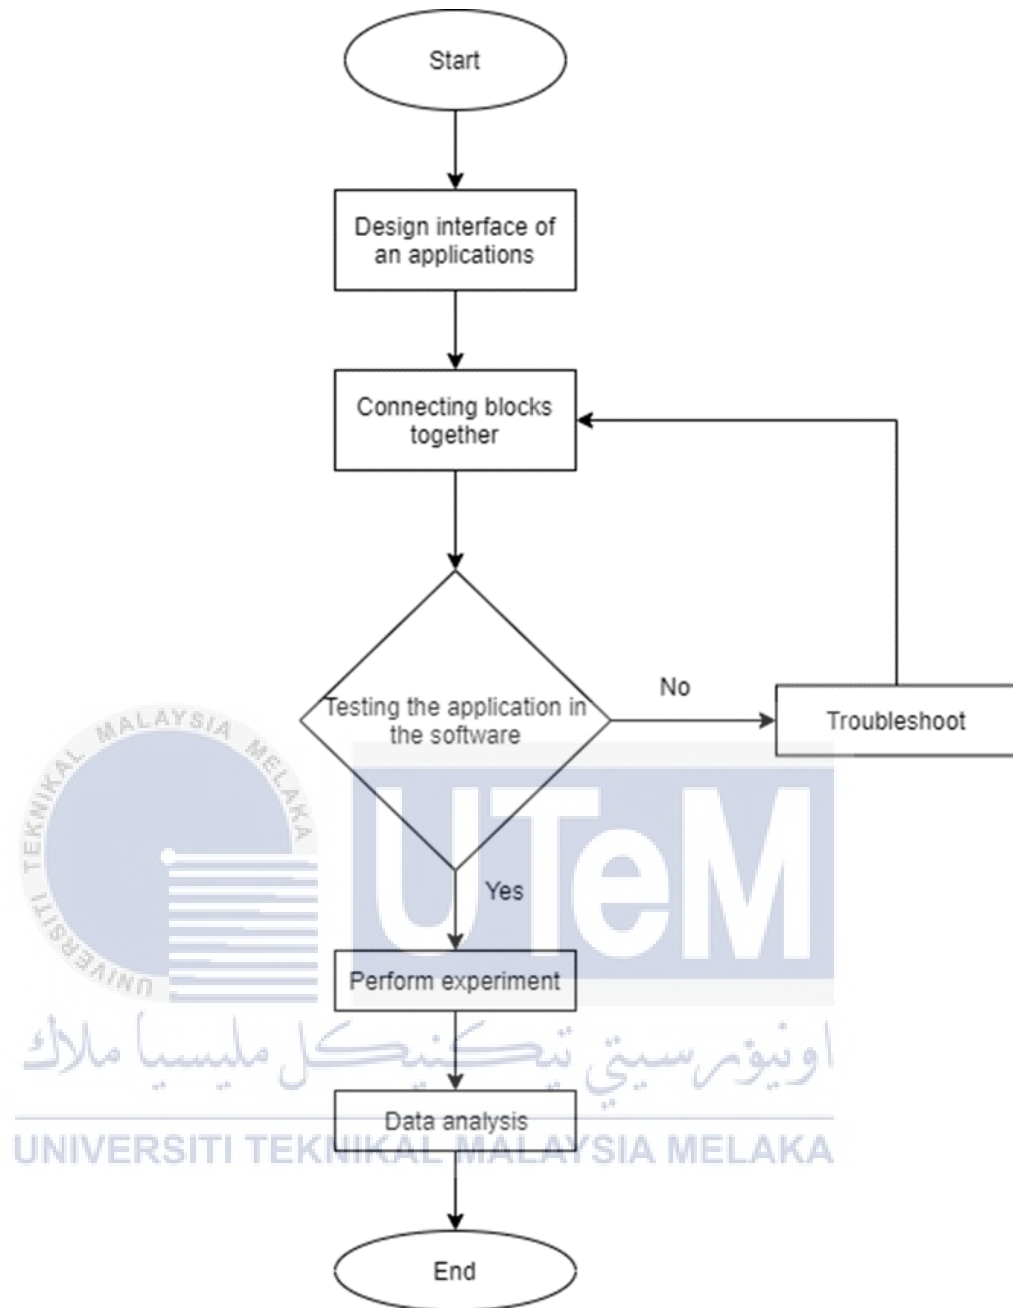 Start
Design interface of
an applications
Connecting blocks
together
Testing the application in
the software
No
Troubleshoot
Yes
Perform experiment
Data analysis
End
UNIVERSITI TEKNIKAL MALAYSIA MELAKA
UTeM
اونيۏرسيتي تيکنيکل مليسيا ملاك
UNIVERSITI TEKNIKAL MALAYSIA MELAKA